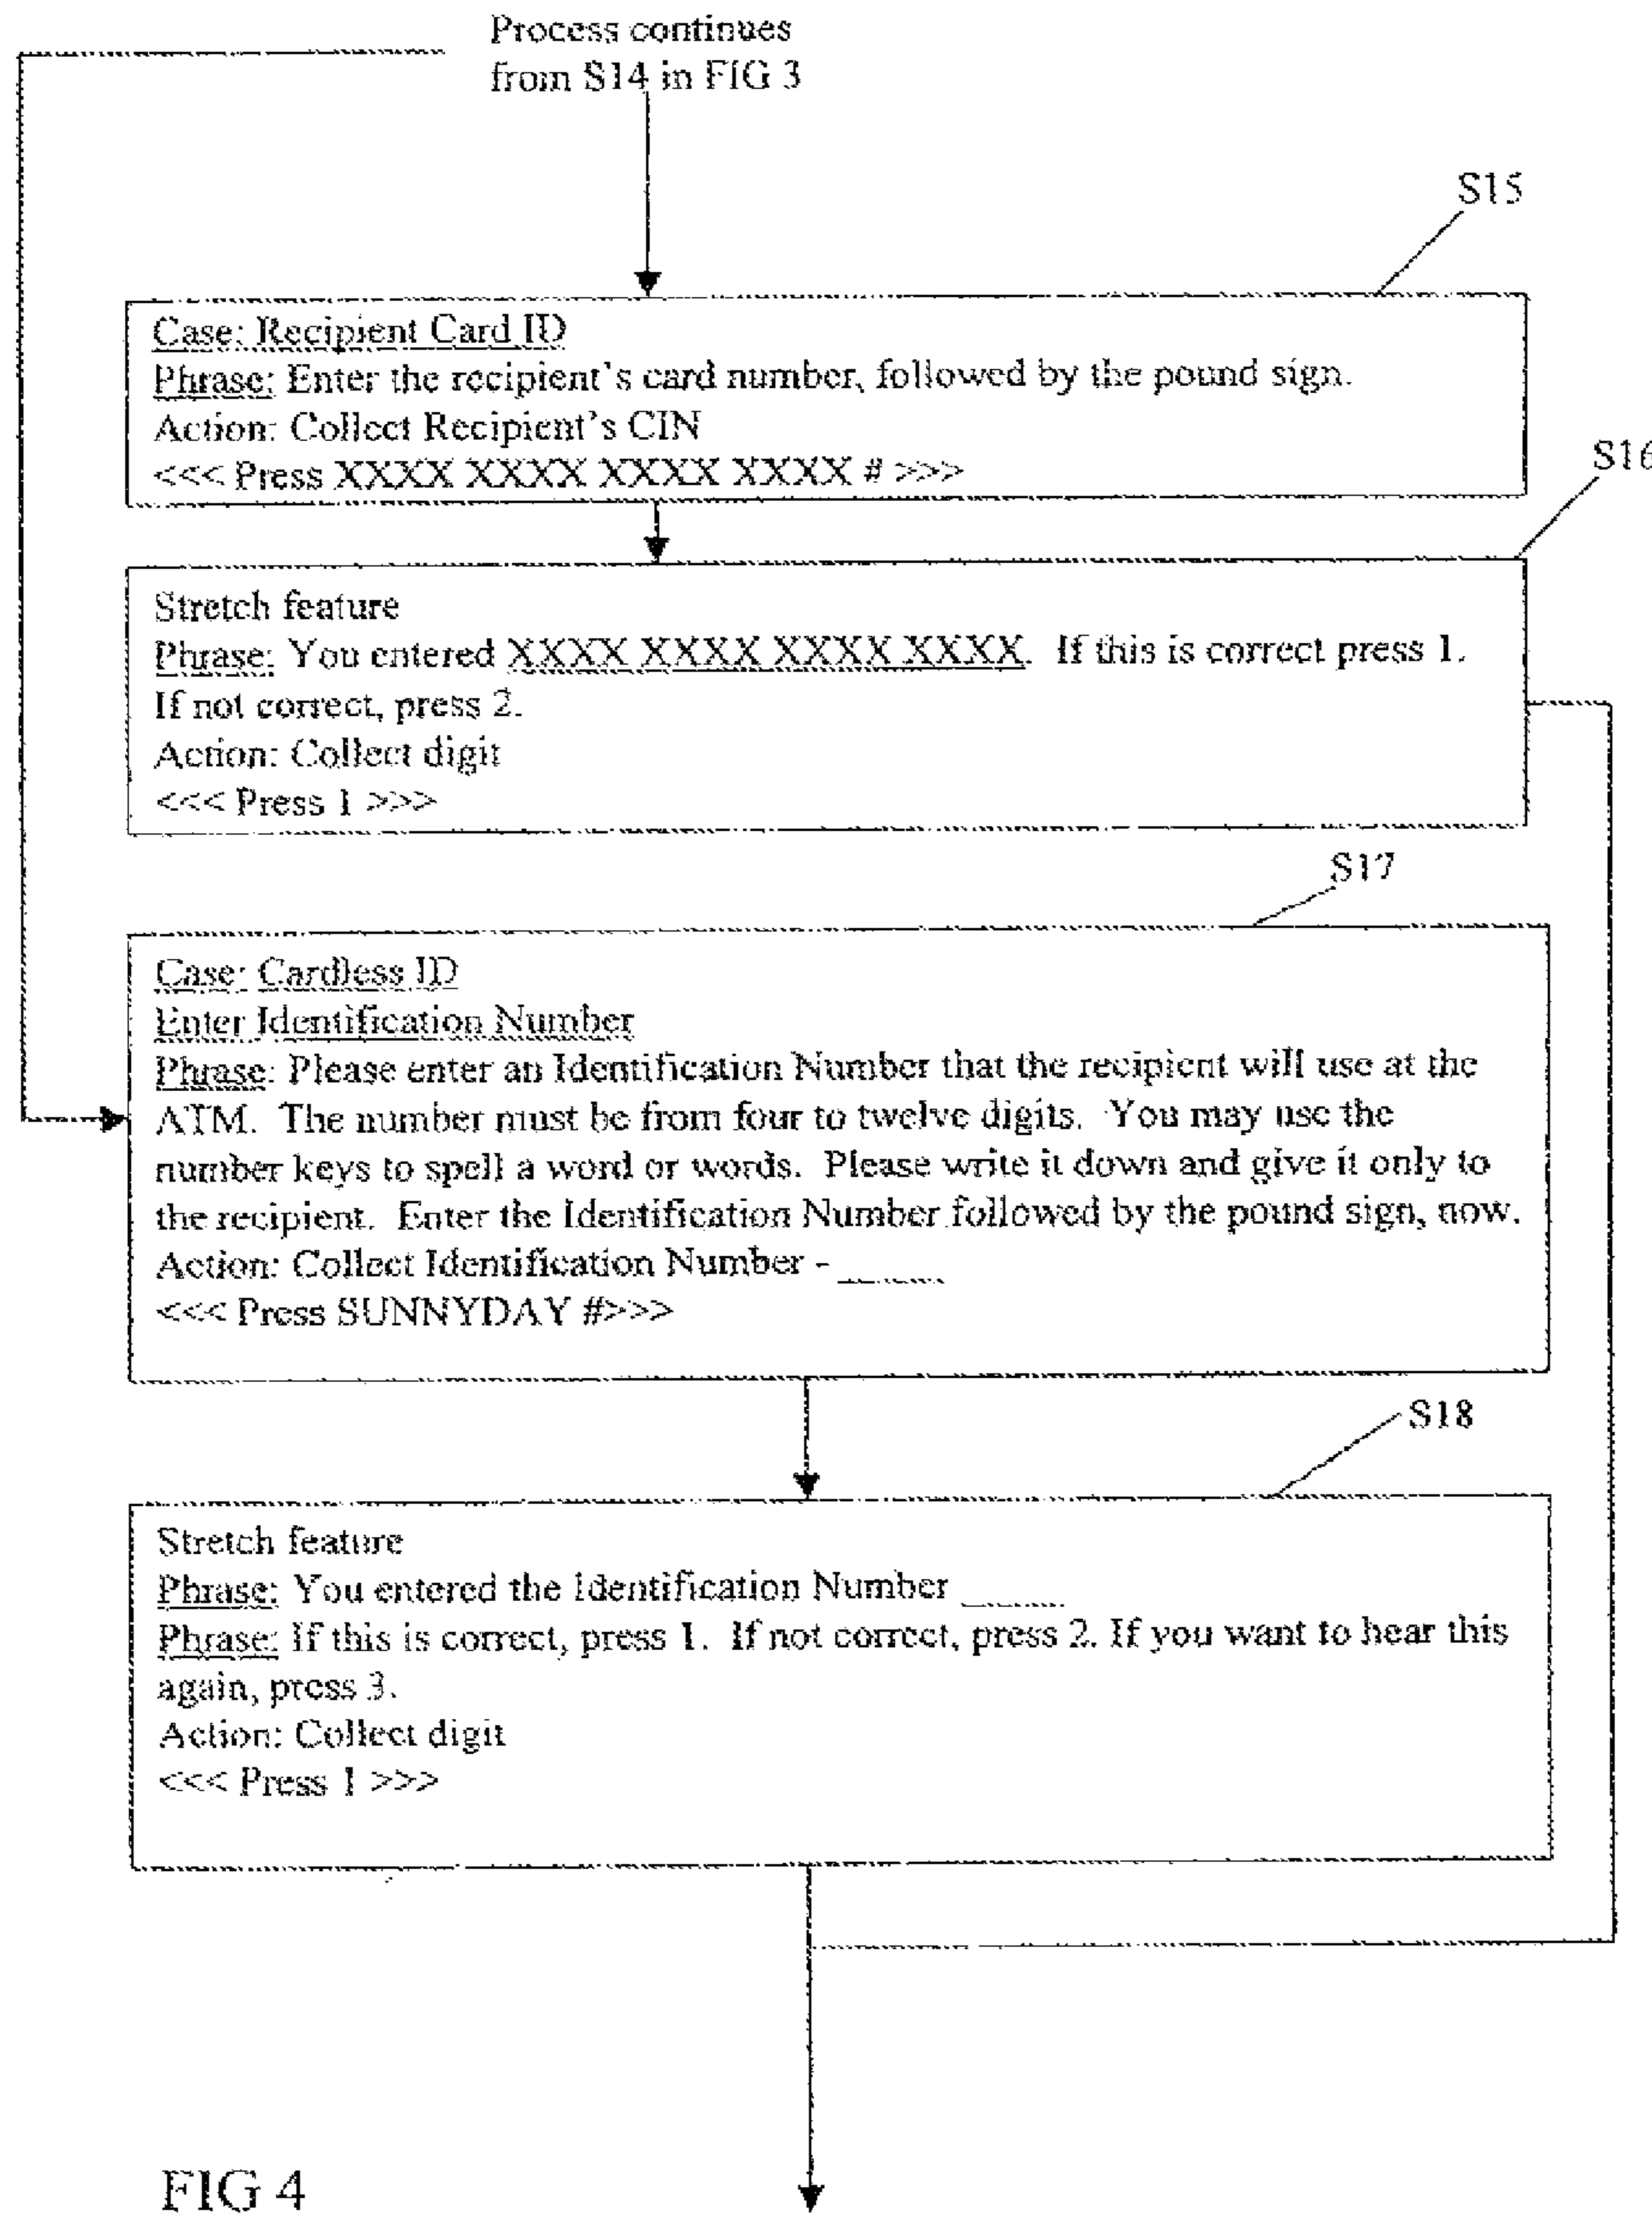 Process continues
from S14 in FIG 3
S15
Case: Recipient Card ID
Phrase: Enter the recipient's card number, followed by the pound sign.
Action: Collect Recipient's CIN
<<< Press XXXX XXXX XXXX XXXX # >>>
S16
Stretch feature
Phrase: You entered XXXX XXXX XXXX XXXX. If this is correct press 1.
If not correct, press 2.
Action: Collect digit
<<< Press 1 >>>
S17
Case: Cardless ID
Enter Identification Number
Phrase: Please enter an Identification Number that the recipient will use at the
ATM. The number must be from four to twelve digits. You may use the
number keys to spell a word or words. Please write it down and give it only to
the recipient. Enter the Identification Number followed by the pound sign, now.
Action: Collect Identification Number - ______
<<< Press SUNNYDAY #>>>
S18
Stretch feature
Phrase: You entered the Identification Number ______
Phrase: If this is correct, press 1. If not correct, press 2. If you want to hear this
again, press 3.
Action: Collect digit
<<< Press 1 >>>
FIG 4